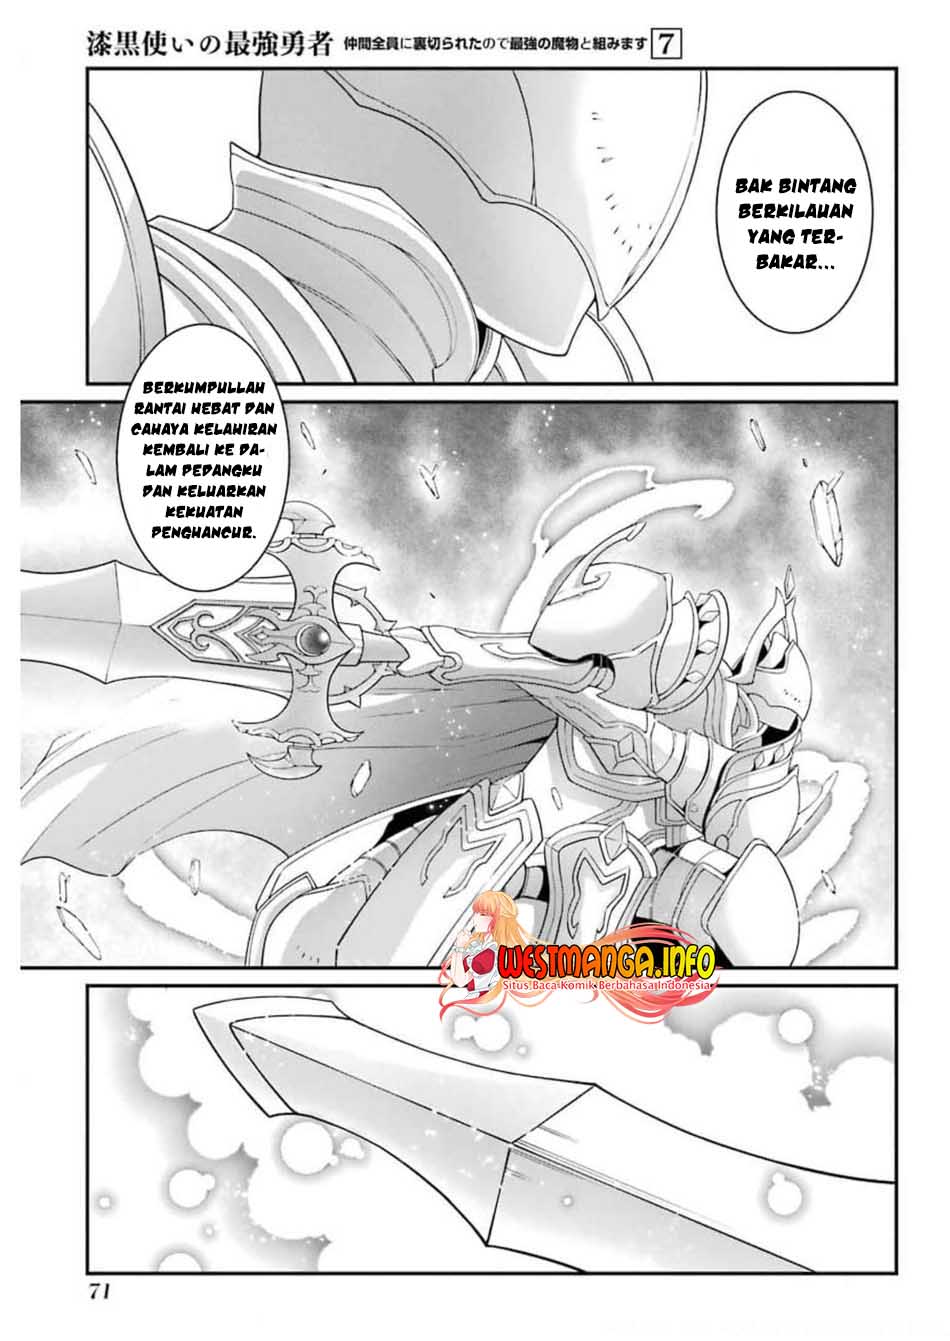 漆黒使いの最強勇者 仲間全員に裏切られたので最強の魔物と組みます 7
BAK BINTANG
BERKILAUAN
YANG TER-
BAKAR...
BERKUMPULLAH
RANTAI HEBAT DAN
CAHAYA KELAHIRAN
KEMBALI KE DA-
LAM PEDANGKU
DAN KELUARKAN
KEKUATAN
PENGHANCUR.
WESTMANGA.INFO
Situs Baca Komik Berbahasa Indonesia
71